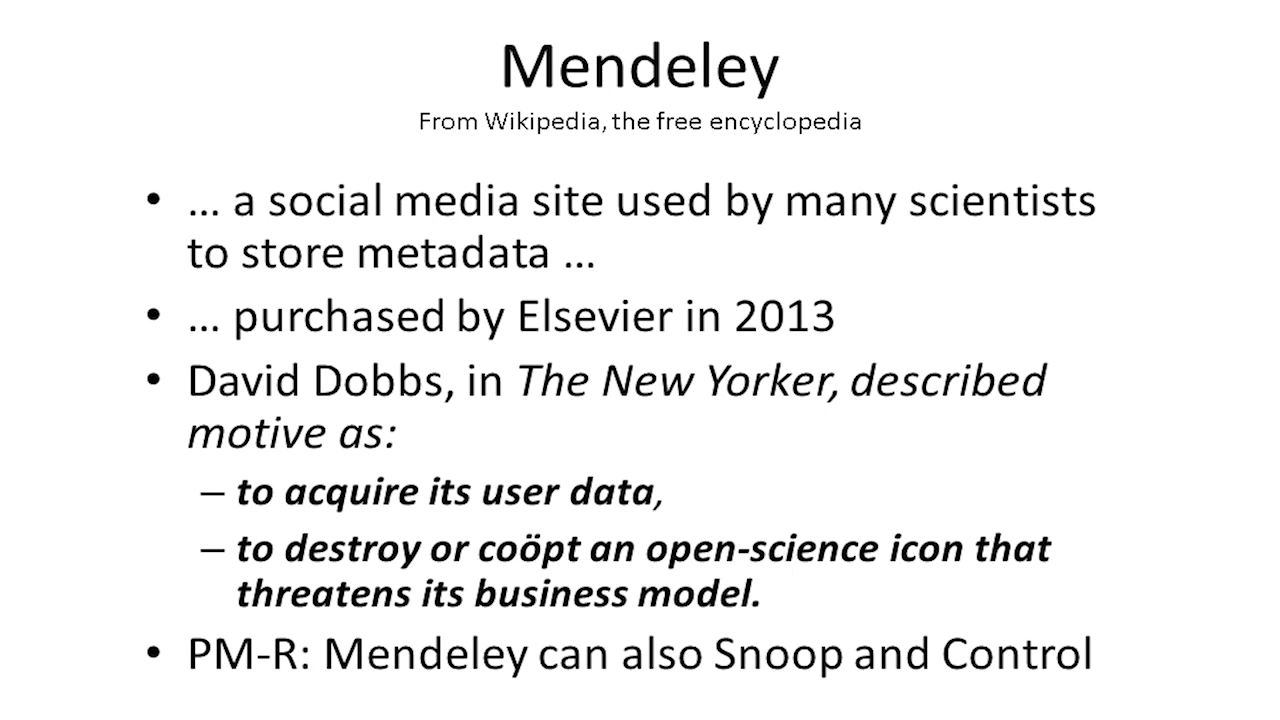 Mendeley
From Wikipedia, the free encyclopedia
• … a social media site used by many scientists
to store metadata …
• … purchased by Elsevier in 2013
• David Dobbs, in The New Yorker, described
motive as:
– to acquire its user data,
– to destroy or coöpt an open-science icon that
threatens its business model.
• PM-R: Mendeley can also Snoop and Control